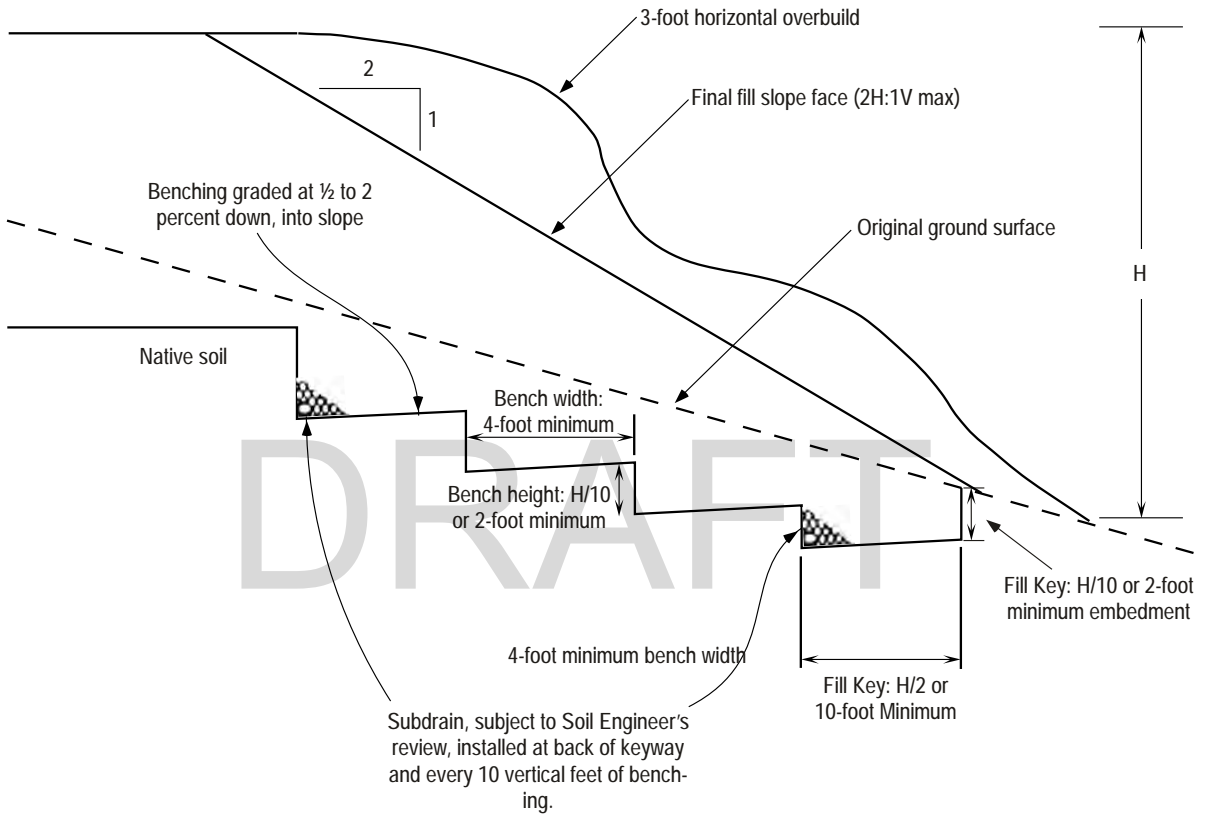 3-foot horizontal overbuild
2
1
Final fill slope face (2H:1V max)
Benching graded at ½ to 2
percent down, into slope
Original ground surface
H
Native soil
Bench width:
4-foot minimum
Bench height: H/10
or 2-foot minimum
DRAFT
Fill Key: H/10 or 2-foot
minimum embedment
4-foot minimum bench width
Fill Key: H/2 or
10-foot Minimum
Subdrain, subject to Soil Engineer's
review, installed at back of keyway
and every 10 vertical feet of bench-
ing.